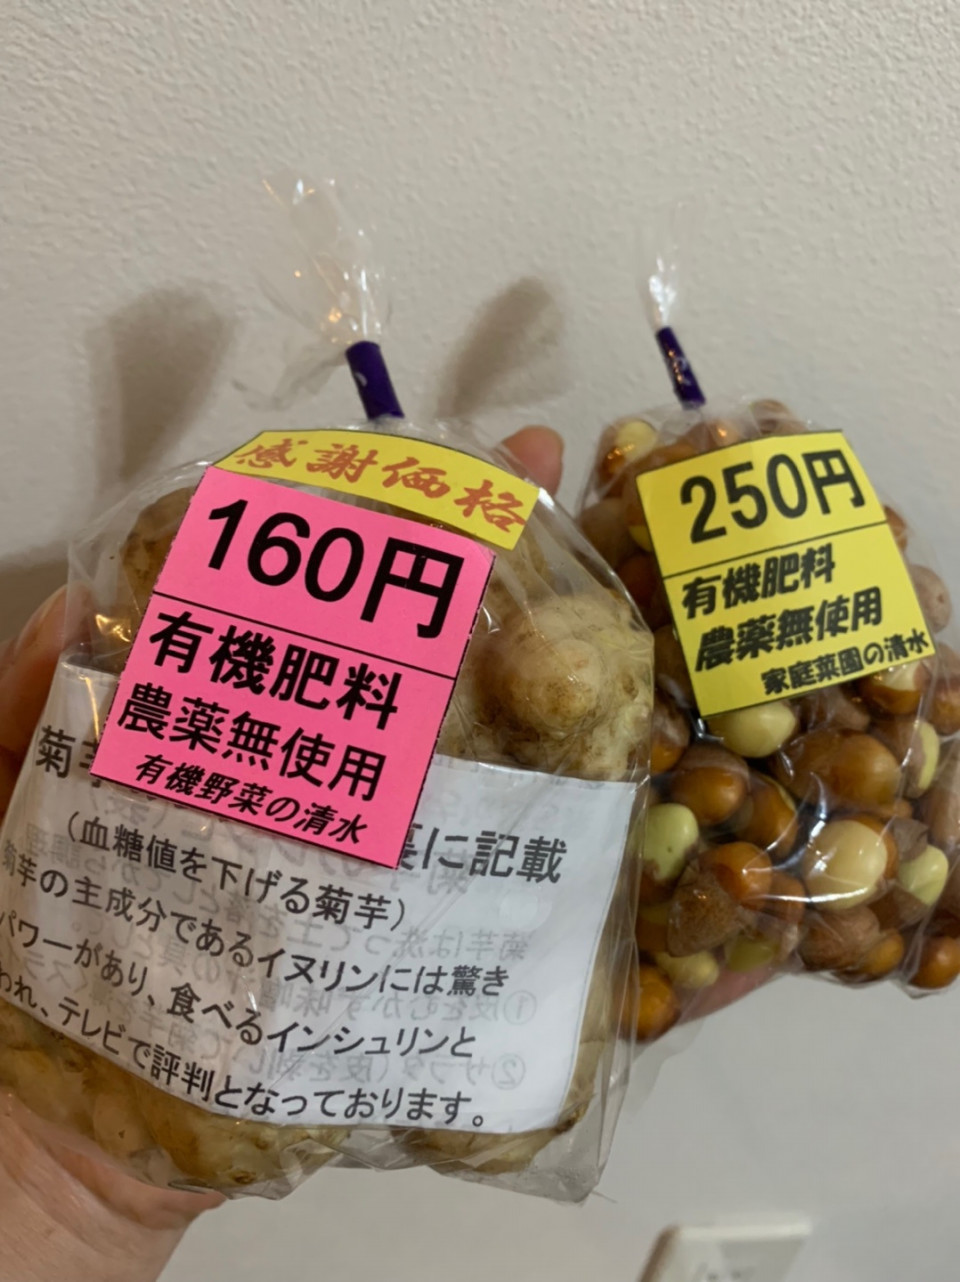 感謝価格
160円
有機肥料
農薬無使用
有機野菜の清水
菊
裏に記載
（血糖値を下げる菊芋）
菊芋の主成分であるイヌリンには驚き
パワーがあり、食べるインシュリンと
われ、テレビで評判となっております。
250円
有機肥料
農薬無使用
家庭菜園の清水